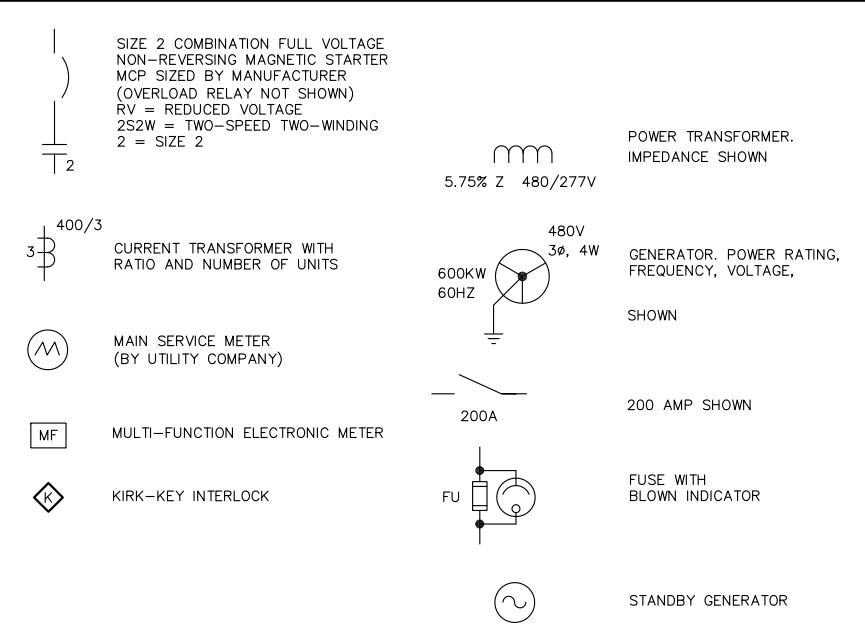 SIZE 2 COMBINATION FULL VOLTAGE
NON-REVERSING MAGNETIC STARTER
MCP SIZED BY MANUFACTURER
(OVERLOAD RELAY NOT SHOWN)
RV = REDUCED VOLTAGE
2S2W = TWO-SPEED TWO-WINDING
2 = SIZE 2
2
400/3
3
CURRENT TRANSFORMER WITH
RATIO AND NUMBER OF UNITS
MAIN SERVICE METER
(BY UTILITY COMPANY)
MF
MULTI-FUNCTION ELECTRONIC METER
K
KIRK-KEY INTERLOCK
POWER TRANSFORMER.
IMPEDANCE SHOWN
5.75% Z 480/277V
480V
3ø, 4W
600KW
60HZ
GENERATOR. POWER RATING,
FREQUENCY, VOLTAGE,
SHOWN
200A
200 AMP SHOWN
FU
FUSE WITH
BLOWN INDICATOR
STANDBY GENERATOR